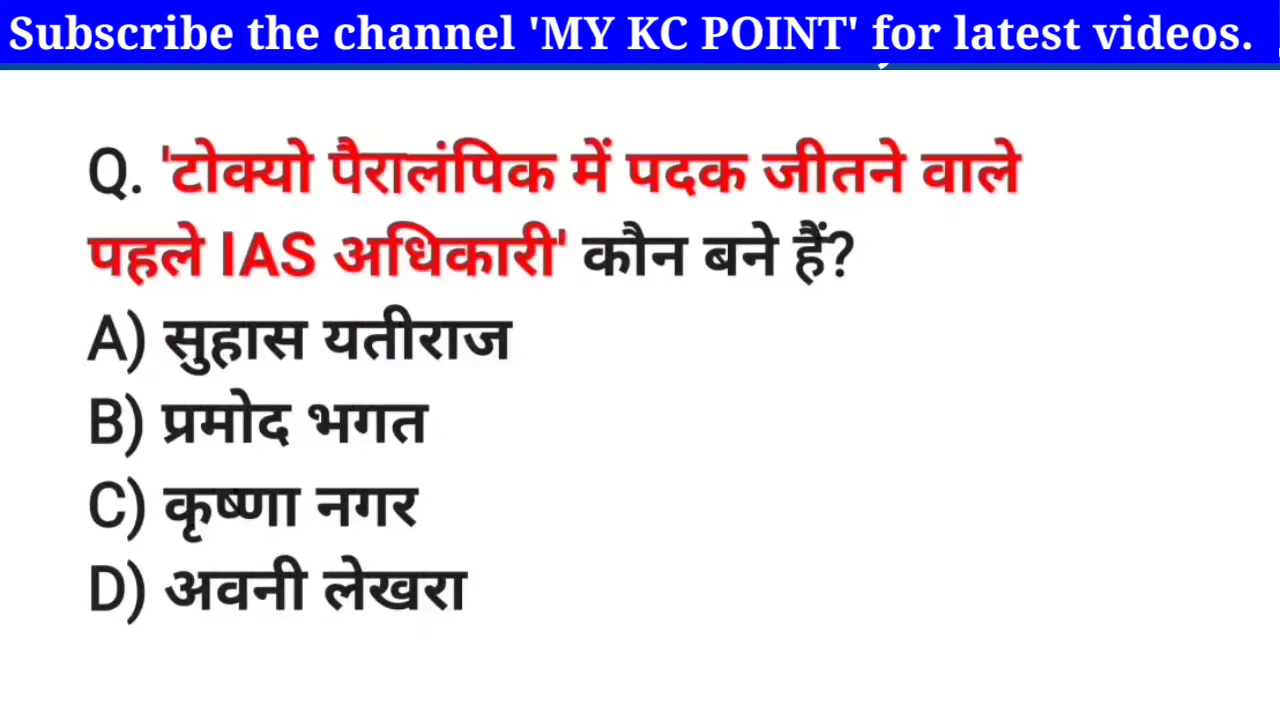 Subscribe the channel 'MY KC POINT' for latest videos.
Q. 'टोक्यो पैरालंपिक में पदक जीतने वाले
पहले IAS अधिकारी' कौन बने हैं?
A) सुहास यतीराज
B) प्रमोद भगत
C) कृष्णा नगर
D) अवनी लेखरा